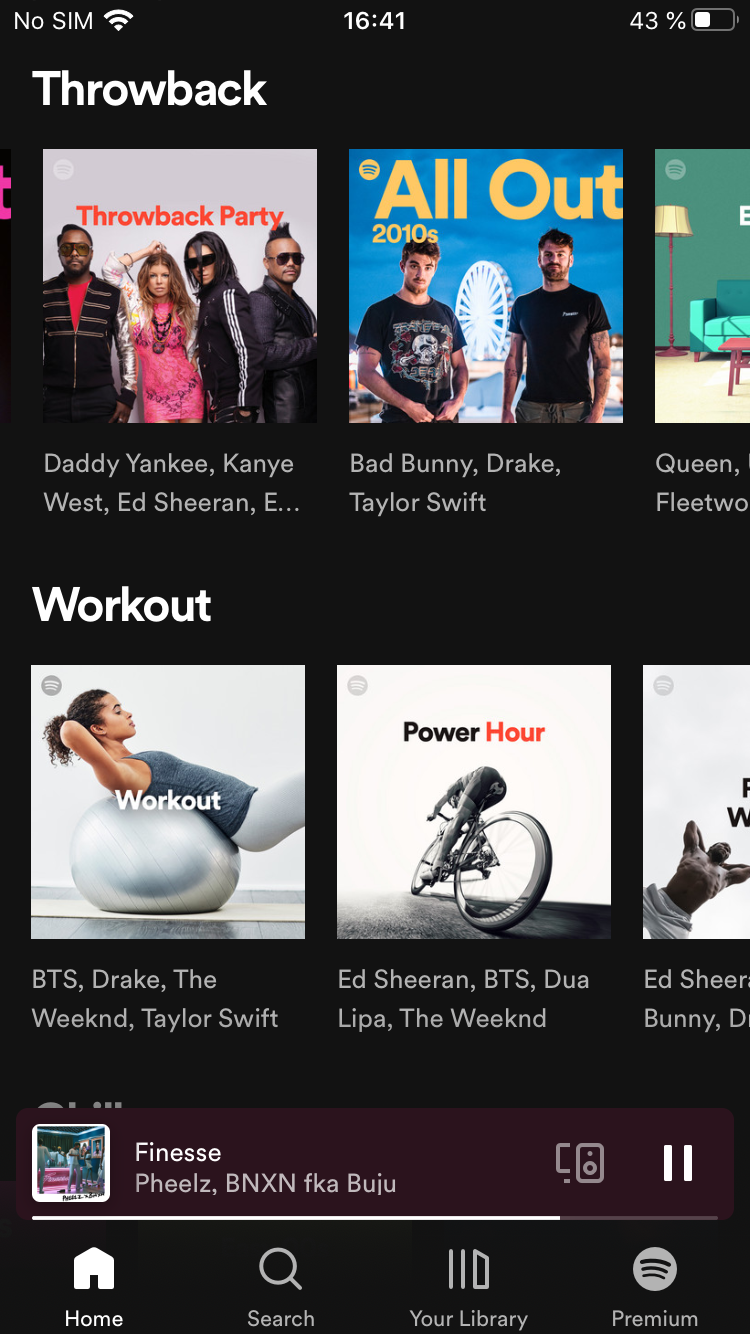 No SIM 16:41 43 %
Throwback
Throwback Party
All Out
2010s
Daddy Yankee, Kanye
West, Ed Sheeran, E...
Bad Bunny, Drake,
Taylor Swift
Queen,
Fleetwo
Workout
Workout
Power Hour
BTS, Drake, The
Weeknd, Taylor Swift
Ed Sheeran, BTS, Dua
Lipa, The Weeknd
Ed Sheer
Bunny, D
Finesse
Pheelz, BNXN fka Buju
Home
Search
Your Library
Premium